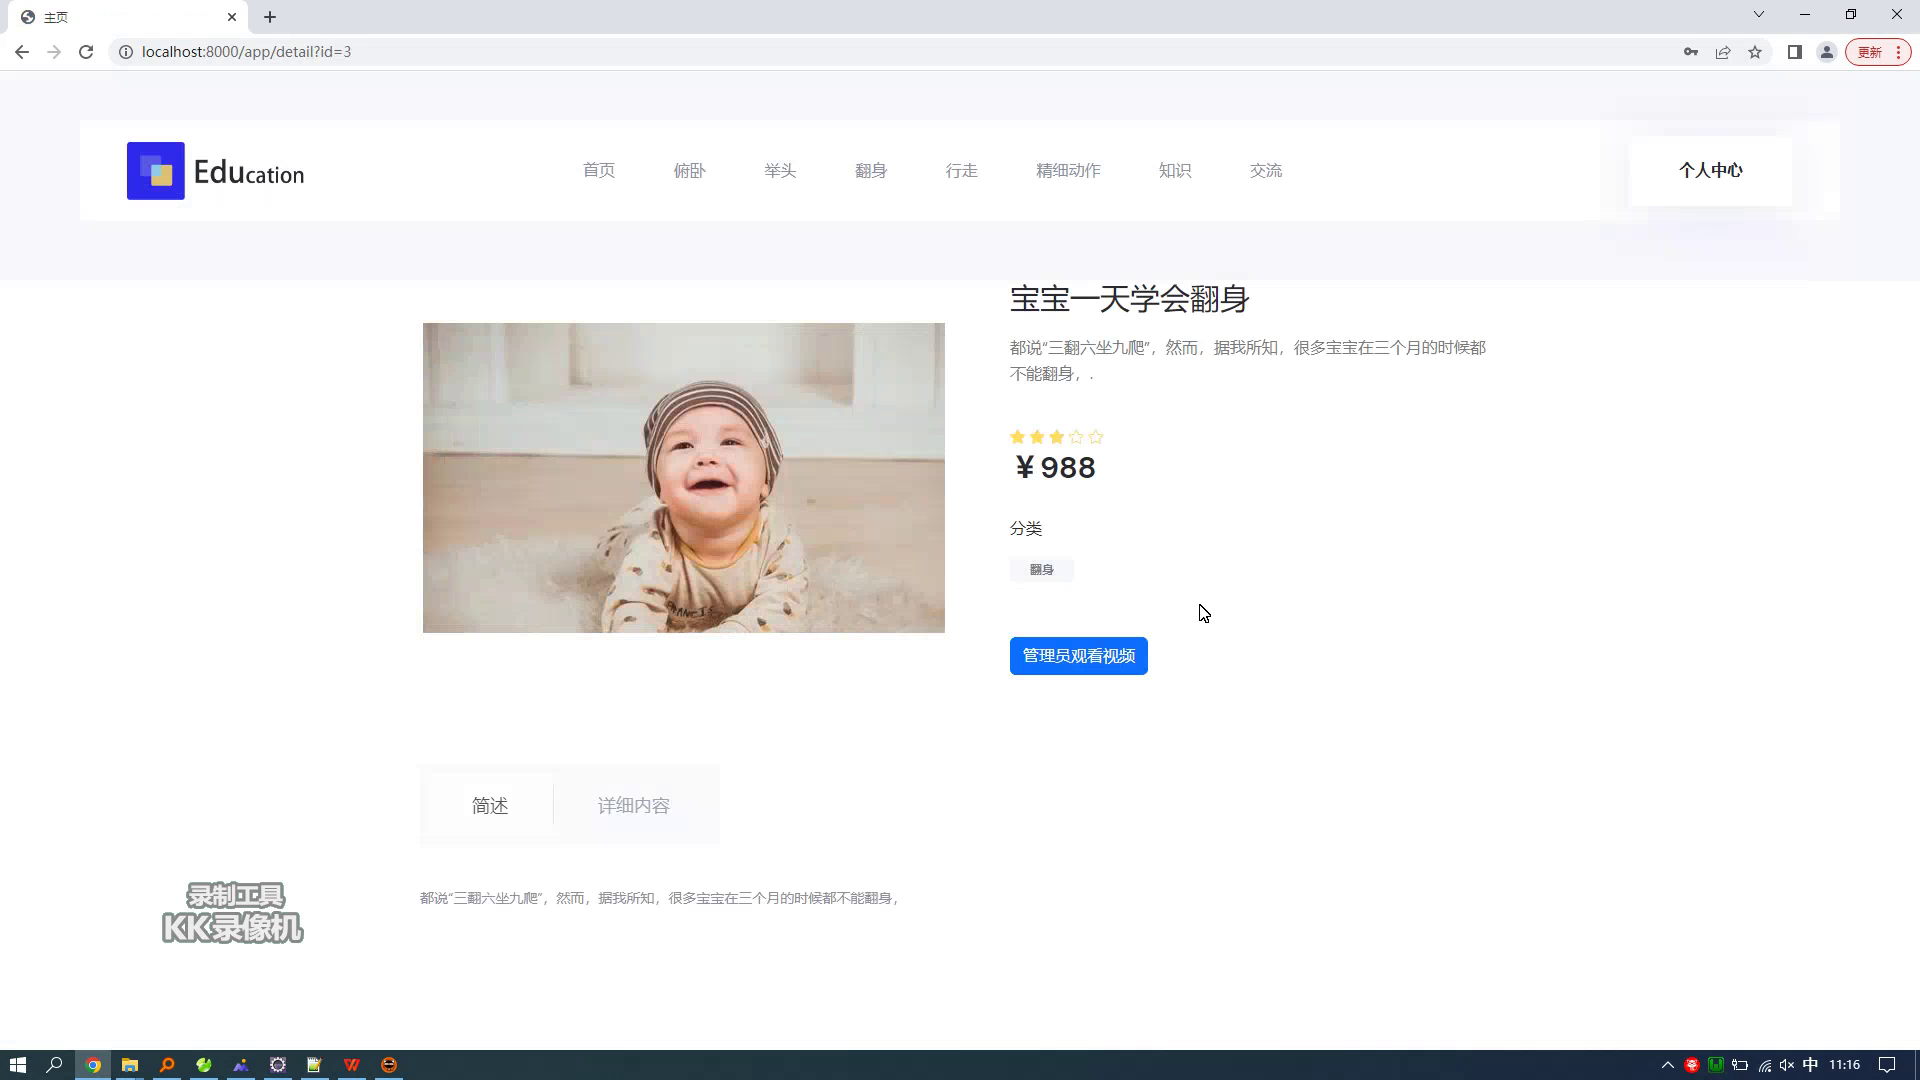 主页
localhost:8000/app/detail?id=3
更新
Education
首页
俯卧
举头
翻身
行走
精细动作
知识
交流
个人中心
宝宝一天学会翻身
都说“三翻六坐九爬”，然而，据我所知，很多宝宝在三个月的时候都
不能翻身，.
￥988
分类
翻身
管理员观看视频
简述
详细内容
都说“三翻六坐九爬”，然而，据我所知，很多宝宝在三个月的时候都不能翻身，
录制工具
KK录像机
中
11:16